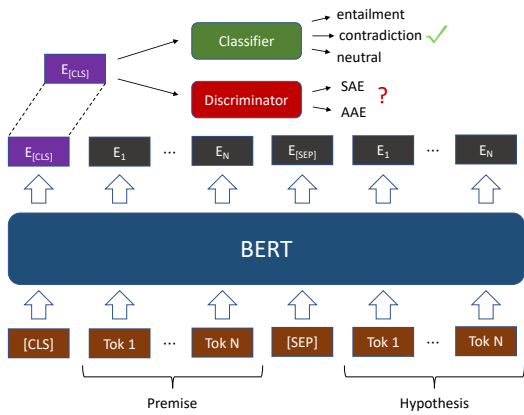 entailment
Classifier
contradiction
neutral
E[CLS]
Discriminator
SAE
AAE
?
E[CLS] E1 ... EN E[SEP] E1 ... EN
BERT
[CLS] Tok 1 ... Tok N [SEP] Tok 1 ... Tok N
Premise Hypothesis